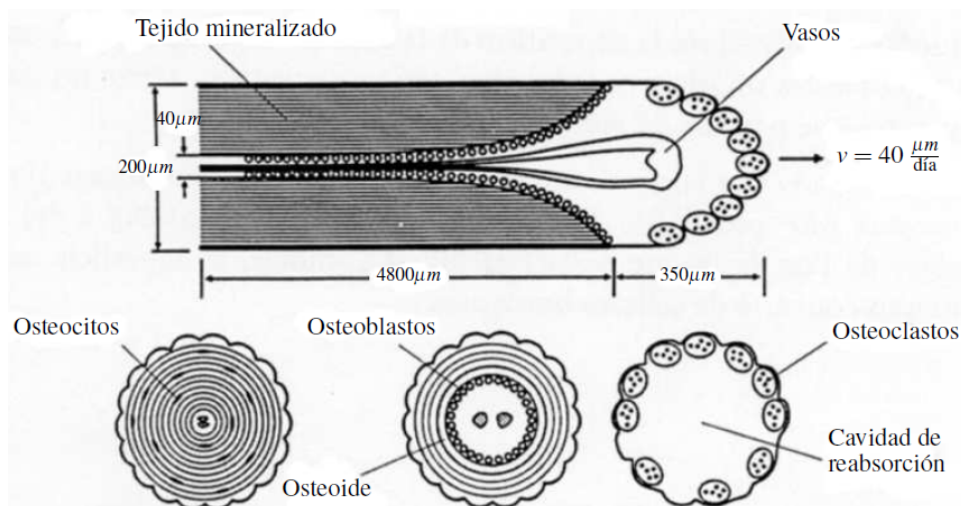 Tejido mineralizado
Vasos
40μm
200μm
v = 40 μm/día
4800μm
350μm
Osteocitos
Osteoblastos
Osteoclastos
Osteoide
Cavidad de
reabsorción